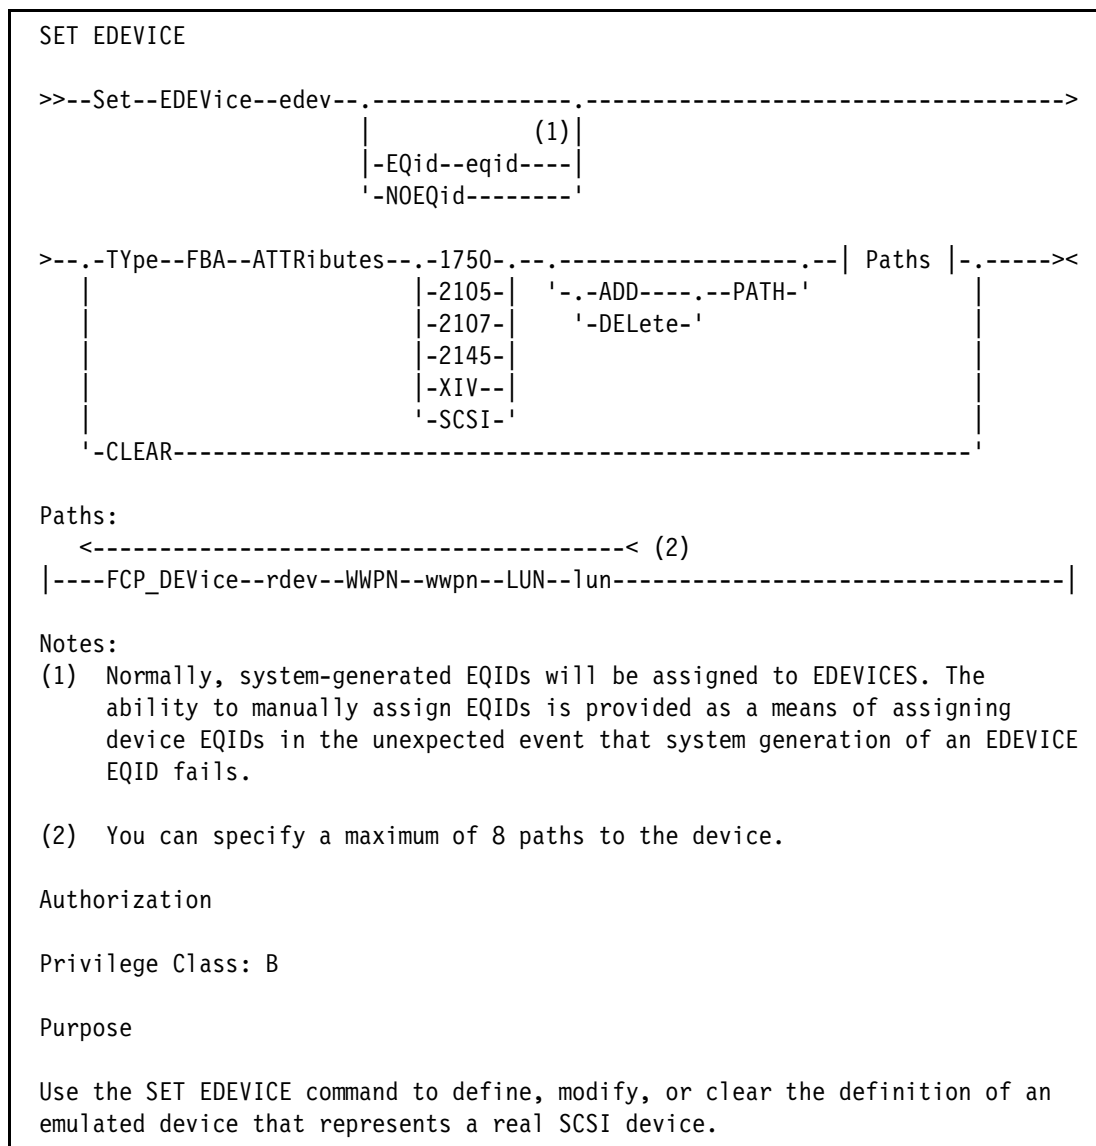 SET EDEVICE
>>--Set--EDEVice--edev--.---------------.------------------------------------>
                        |            (1)|
                        |-EQid--eqid----|
                        '-NOEQid--------'
>--.-TYpe--FBA--ATTRibutes--.-1750-.--.------------------.--| Paths |-.-----><
   |                        |-2105-|  '-.-ADD----.--PATH-'            |
   |                        |-2107-|    '-DELete-'                    |
   |                        |-2145-|                                  |
   |                        |-XIV--|                                  |
   |                        '-SCSI-'                                  |
   '-CLEAR------------------------------------------------------------'
Paths:
   <----------------------------------------< (2)
|----FCP_DEVice--rdev--WWPN--wwpn--LUN--lun----------------------------------|
Notes:
(1)  Normally, system-generated EQIDs will be assigned to EDEVICES. The
     ability to manually assign EQIDs is provided as a means of assigning
     device EQIDs in the unexpected event that system generation of an EDEVICE
     EQID fails.
(2)  You can specify a maximum of 8 paths to the device.
Authorization
Privilege Class: B
Purpose
Use the SET EDEVICE command to define, modify, or clear the definition of an
emulated device that represents a real SCSI device.